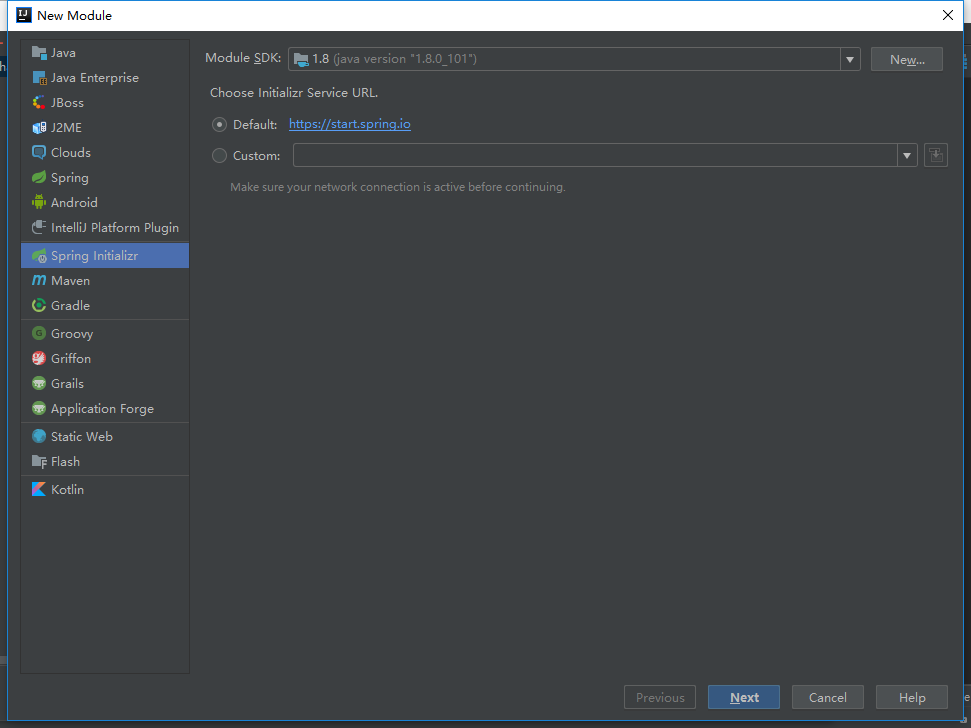 New Module
Java
Java Enterprise
JBoss
J2ME
Clouds
Spring
Android
IntelliJ Platform Plugin
Spring Initializr
Maven
Gradle
Groovy
Griffon
Grails
Application Forge
Static Web
Flash
Kotlin
Module SDK: 1.8 (java version "1.8.0_101") New...
Choose Initializr Service URL.
Default: https://start.spring.io
Custom:
Make sure your network connection is active before continuing.
Previous Next Cancel Help